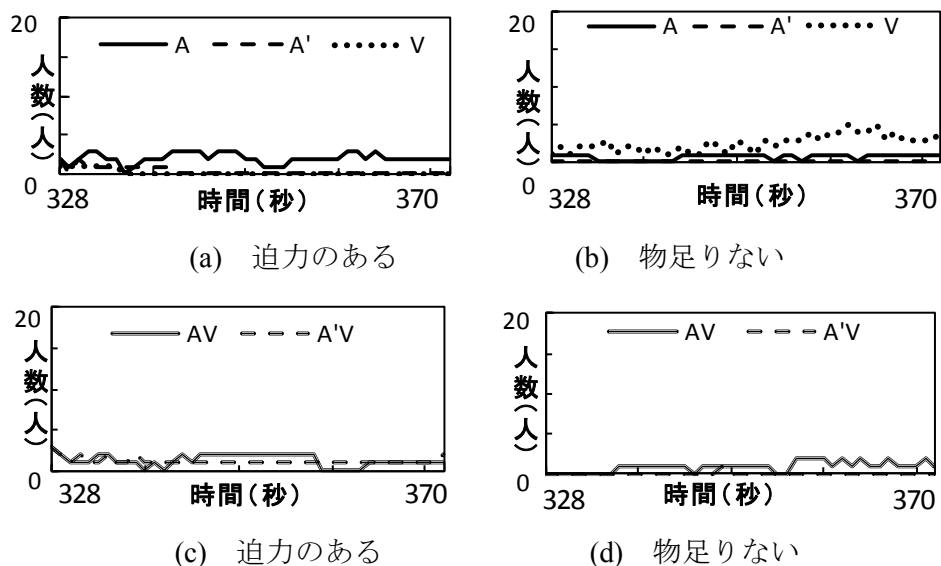 20
A A' V
人数(人)
0
328 時間(秒) 370
(a) 迫力のある
20
A A' V
人数(人)
0
328 時間(秒) 370
(b) 物足りない
20
AV A'V
人数(人)
0
328 時間(秒) 370
(c) 迫力のある
20
AV A'V
人数(人)
0
328 時間(秒) 370
(d) 物足りない